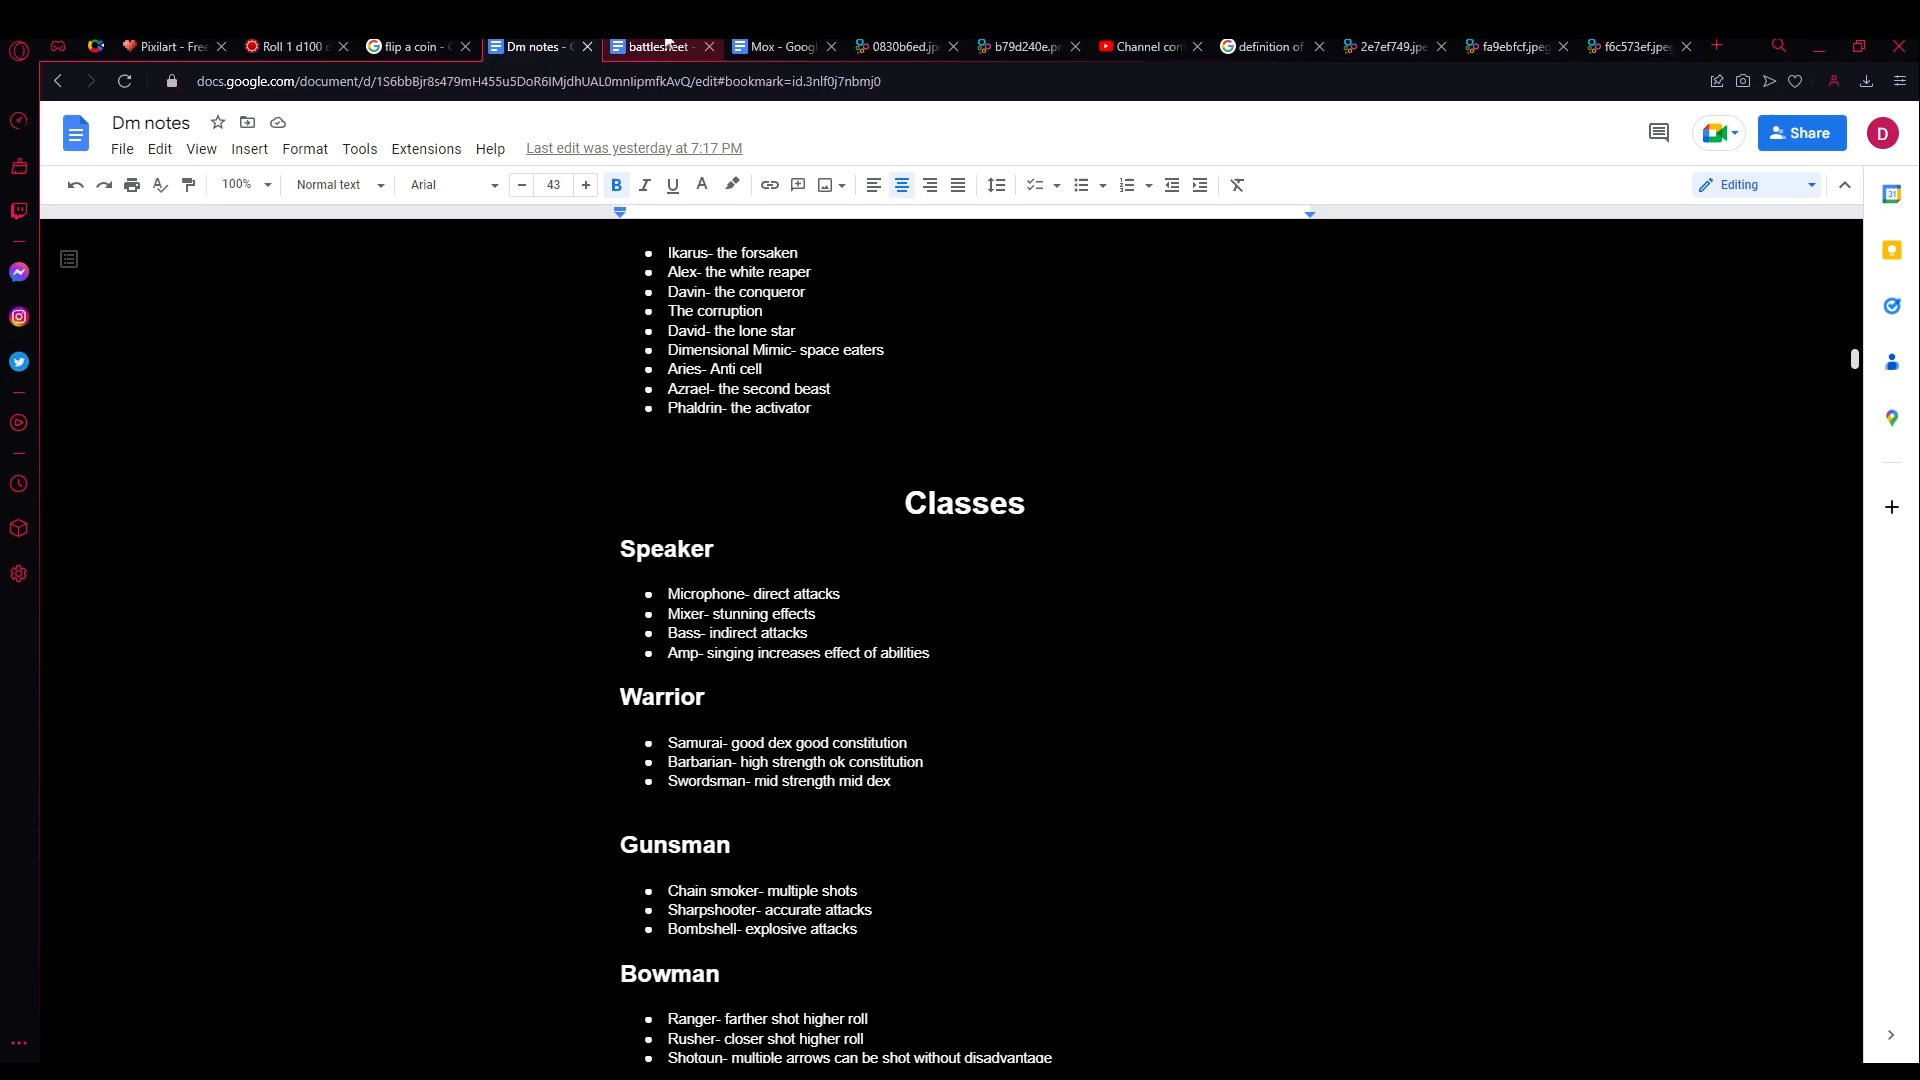 Pixilart - Free
Roll 1 d100
flip a coin -
Dm notes -
battlesheet -
Mox - Googl
0830b6ed.jp
b79d240e.pr
Channel con
definition of
2e7ef749.jpe
fa9ebfcf.jpeg
f6c573ef.jpeg
docs.google.com/document/d/1S6bbBjr8s479mH455u5DoR6IMjdhUAL0mnlipmfkAvQ/edit#bookmark=id.3nlf0j7nbmj0
Dm notes
Share
D
File Edit View Insert Format Tools Extensions Help Last edit was yesterday at 7:17 PM
100% Normal text Arial 43 B I U A Editing
31
Ikarus- the forsaken
Alex- the white reaper
Davin- the conqueror
The corruption
David- the lone star
Dimensional Mimic- space eaters
Aries- Anti cell
Azrael- the second beast
Phaldrin- the activator
Classes
Speaker
Microphone- direct attacks
Mixer- stunning effects
Bass- indirect attacks
Amp- singing increases effect of abilities
Warrior
Samurai- good dex good constitution
Barbarian- high strength ok constitution
Swordsman- mid strength mid dex
Gunsman
Chain smoker- multiple shots
Sharpshooter- accurate attacks
Bombshell- explosive attacks
Bowman
Ranger- farther shot higher roll
Rusher- closer shot higher roll
Shotgun- multiple arrows can be shot without disadvantage